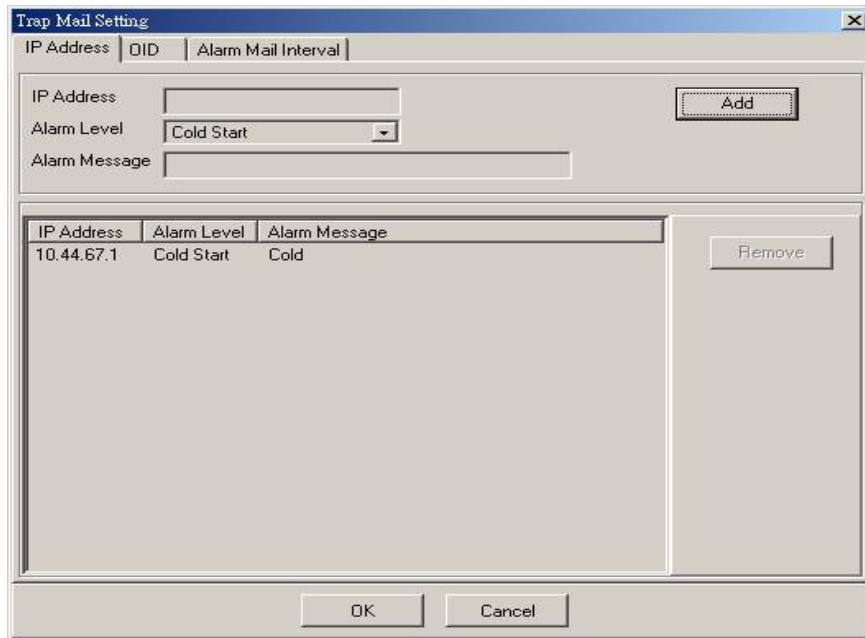 Trap Mail Setting
IP Address OID Alarm Mail Interval
IP Address
Add
Alarm Level Cold Start
Alarm Message
IP Address Alarm Level Alarm Message
10.44.67.1 Cold Start Cold
Remove
OK Cancel